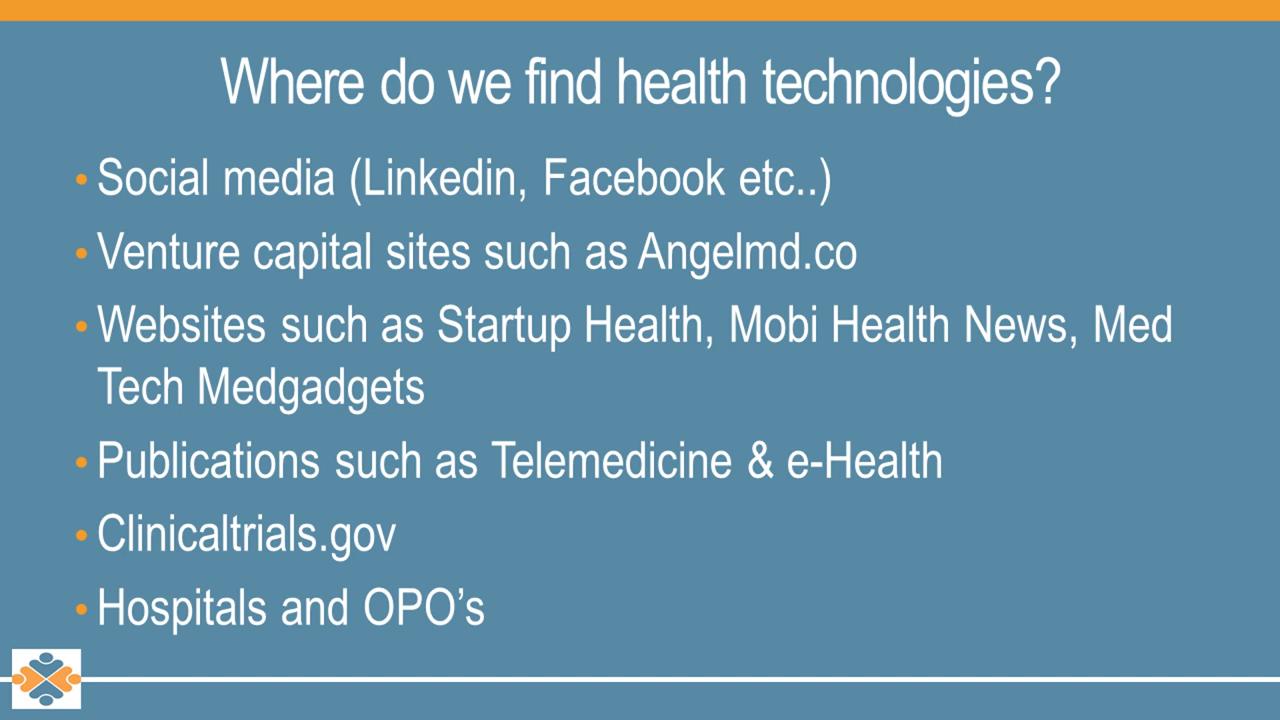 Where do we find health technologies?
• Social media (Linkedin, Facebook etc..)
• Venture capital sites such as Angelmd.co
• Websites such as Startup Health, Mobi Health News, Med
Tech Medgadgets
• Publications such as Telemedicine & e-Health
• Clinicaltrials.gov
• Hospitals and OPO’s